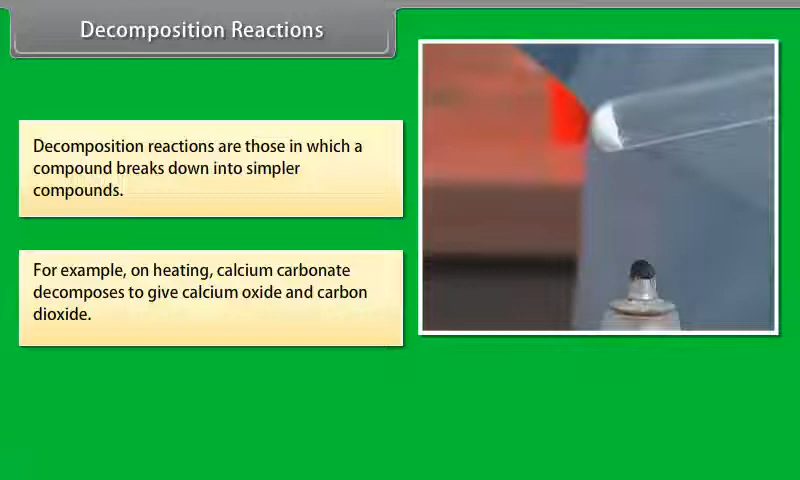 Decomposition Reactions
Decomposition reactions are those in which a
compound breaks down into simpler
compounds.
For example, on heating, calcium carbonate
decomposes to give calcium oxide and carbon
dioxide.